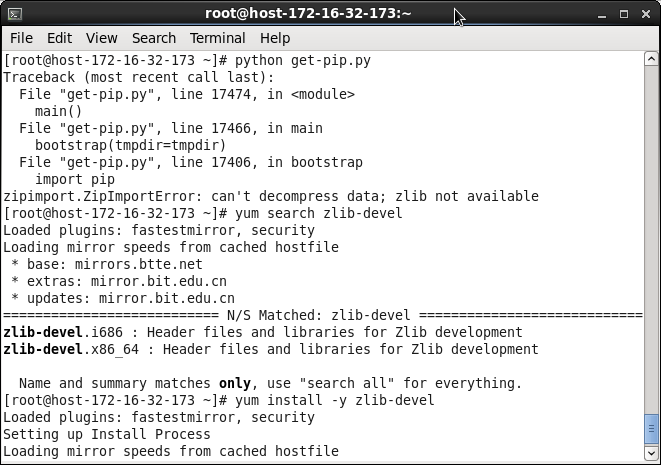 root@host-172-16-32-173:~
File Edit View Search Terminal Help
[root@host-172-16-32-173 ~]# python get-pip.py
Traceback (most recent call last):
  File "get-pip.py", line 17474, in <module>
    main()
  File "get-pip.py", line 17466, in main
    bootstrap(tmpdir=tmpdir)
  File "get-pip.py", line 17406, in bootstrap
    import pip
zipimport.ZipImportError: can't decompress data; zlib not available
[root@host-172-16-32-173 ~]# yum search zlib-devel
Loaded plugins: fastestmirror, security
Loading mirror speeds from cached hostfile
 * base: mirrors.btte.net
 * extras: mirror.bit.edu.cn
 * updates: mirror.bit.edu.cn
=========================== N/S Matched: zlib-devel ============================
zlib-devel.i686 : Header files and libraries for Zlib development
zlib-devel.x86_64 : Header files and libraries for Zlib development
  Name and summary matches only, use "search all" for everything.
[root@host-172-16-32-173 ~]# yum install -y zlib-devel
Loaded plugins: fastestmirror, security
Setting up Install Process
Loading mirror speeds from cached hostfile